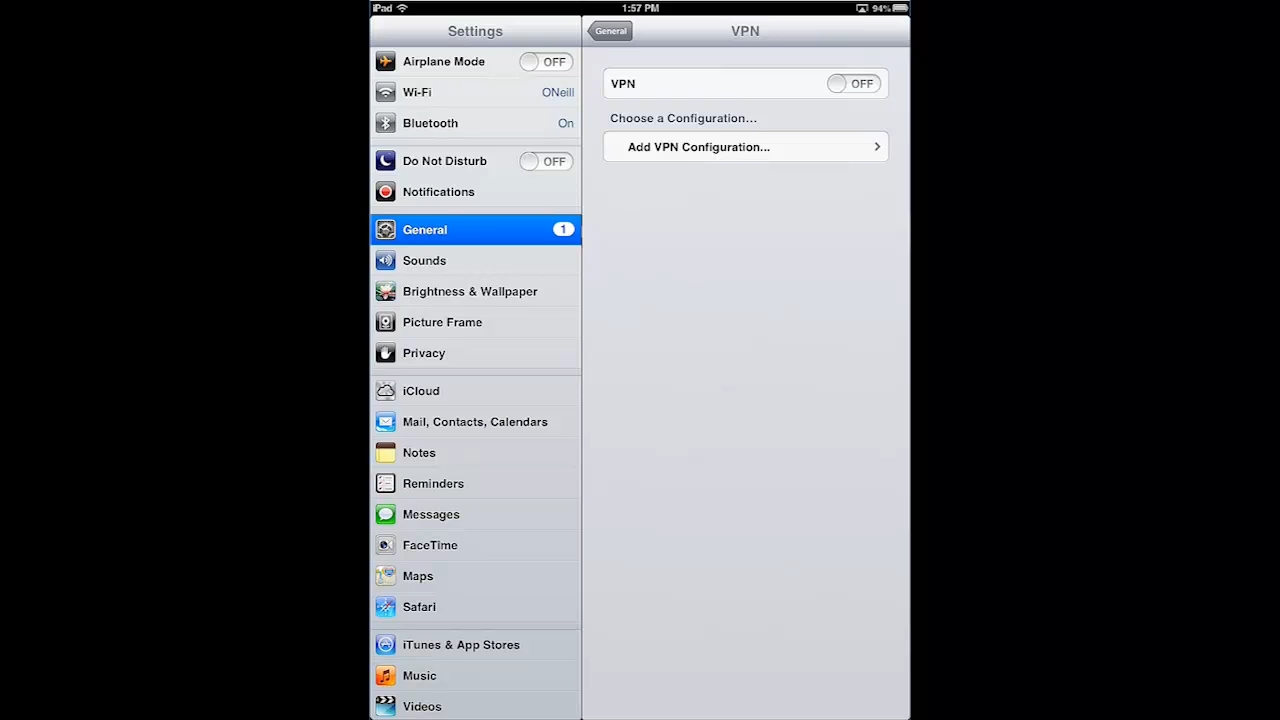 iPad 1:57 PM 94%
Settings
General VPN
Airplane Mode OFF
Wi-Fi ONeill
Bluetooth On
Do Not Disturb OFF
Notifications
General 1
Sounds
Brightness & Wallpaper
Picture Frame
Privacy
iCloud
Mail, Contacts, Calendars
Notes
Reminders
Messages
FaceTime
Maps
Safari
iTunes & App Stores
Music
Videos
VPN OFF
Choose a Configuration...
Add VPN Configuration...